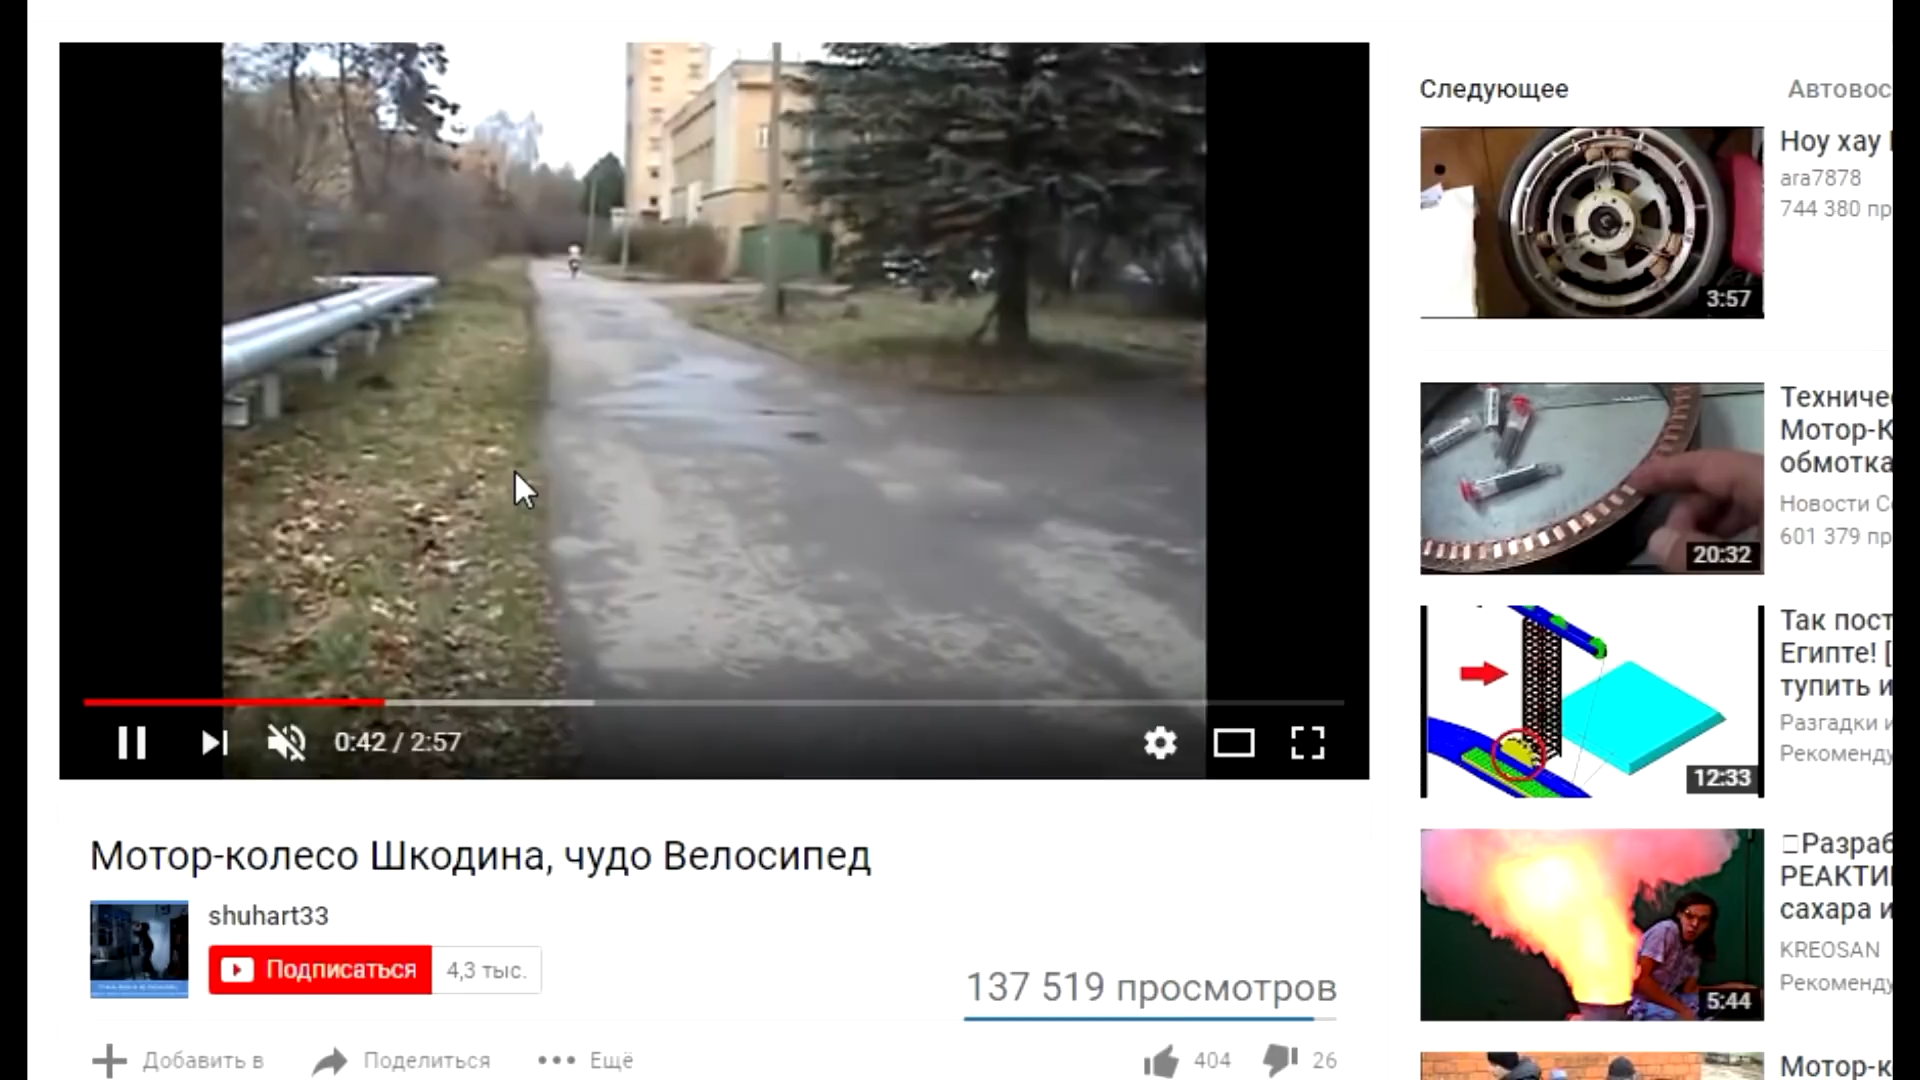 0:42 / 2:57
Мотор-колесо Шкодина, чудо Велосипед
shuhart33
Подписаться 4,3 тыс.
137 519 просмотров
Добавить в Поделиться Ещё 404 26
Следующее Автовос
3:57
Ноу хау
ara7878
744 380 пр
20:32
Техниче
Мотор-К
обмотка
Новости Со
601 379 пр
12:33
Так пост
Египте! [
тупить и
Разгадки и
Рекоменду
5:44
Разраб
РЕАКТИ
сахара и
KREOSAN
Рекоменду
Мотор-к